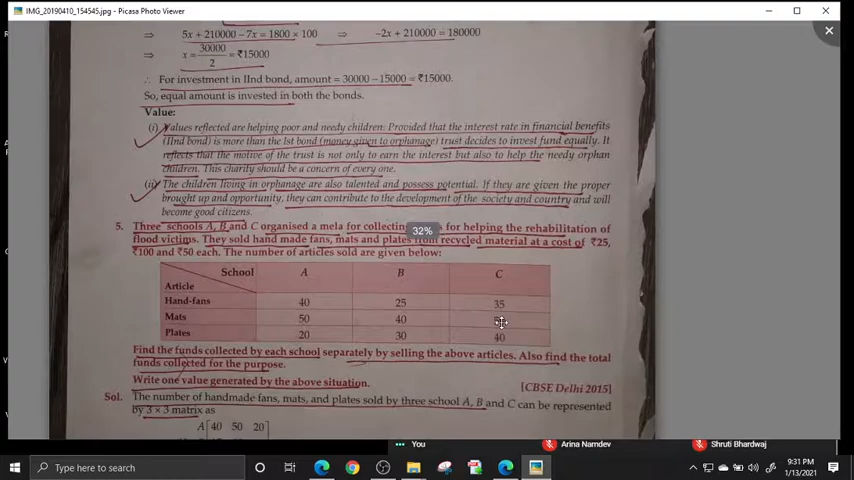 IMG_20190410_154545.jpg - Picasa Photo Viewer
⇒ 5x + 210000 − 7x = 1800 × 100 ⇒ −2x + 210000 = 180000
⇒ x = 30000/2 = ₹15000
∴ For investment in IInd bond, amount = 30000 − 15000 = ₹15000.
So, equal amount is invested in both the bonds.
Value:
(i) Values reflected are helping poor and needy children. Provided that the interest rate in financial benefits
(IInd bond) is more than the Ist bond (money given to orphanage) trust decides to invest fund equally. It
reflects that the motive of the trust is not only to earn the interest but also to help the needy orphan
children. This charity should be a concern of every one.
(ii) The children living in orphanage are also talented and possess potential. If they are given the proper
brought up and opportunity, they can contribute to the development of the society and country and will
become good citizens.
5. Three schools A, B and C organised a mela for collecting for helping the rehabilitation of
32%
flood victims. They sold hand made fans, mats and plates from recycled material at a cost of ₹25,
₹100 and ₹50 each. The number of articles sold are given below:
School A B C
Article
Hand-fans 40 25 35
Mats 50 40
Plates 20 30 40
Find the funds collected by each school separately by selling the above articles. Also find the total
funds collected for the purpose.
Write one value generated by the above situation. [CBSE Delhi 2015]
Sol. The number of handmade fans, mats, and plates sold by three school A, B and C can be represented
by 3 × 3 matrix as
A [40 50 20]
You Arina Namdev Shruti Bhardwaj
Type here to search
9:31 PM
1/13/2021